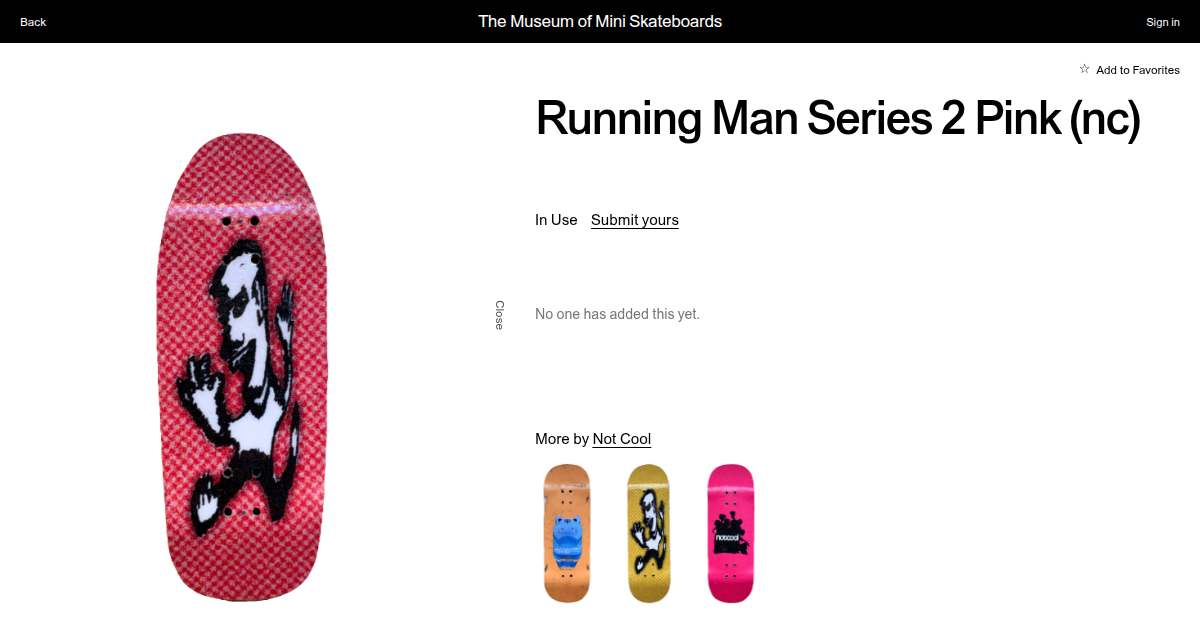 Back
The Museum of Mini Skateboards
Sign in
☆ Add to Favorites
Running Man Series 2 Pink (nc)
In Use Submit yours
Close
No one has added this yet.
More by Not Cool
notcool